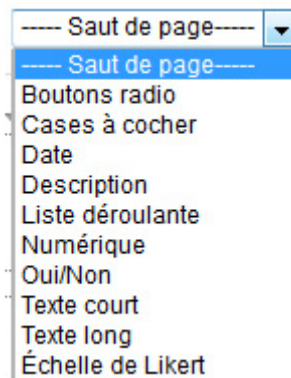 ----- Saut de page-----
----- Saut de page-----
Boutons radio
Cases à cocher
Date
Description
Liste déroulante
Numérique
Oui/Non
Texte court
Texte long
Échelle de Likert